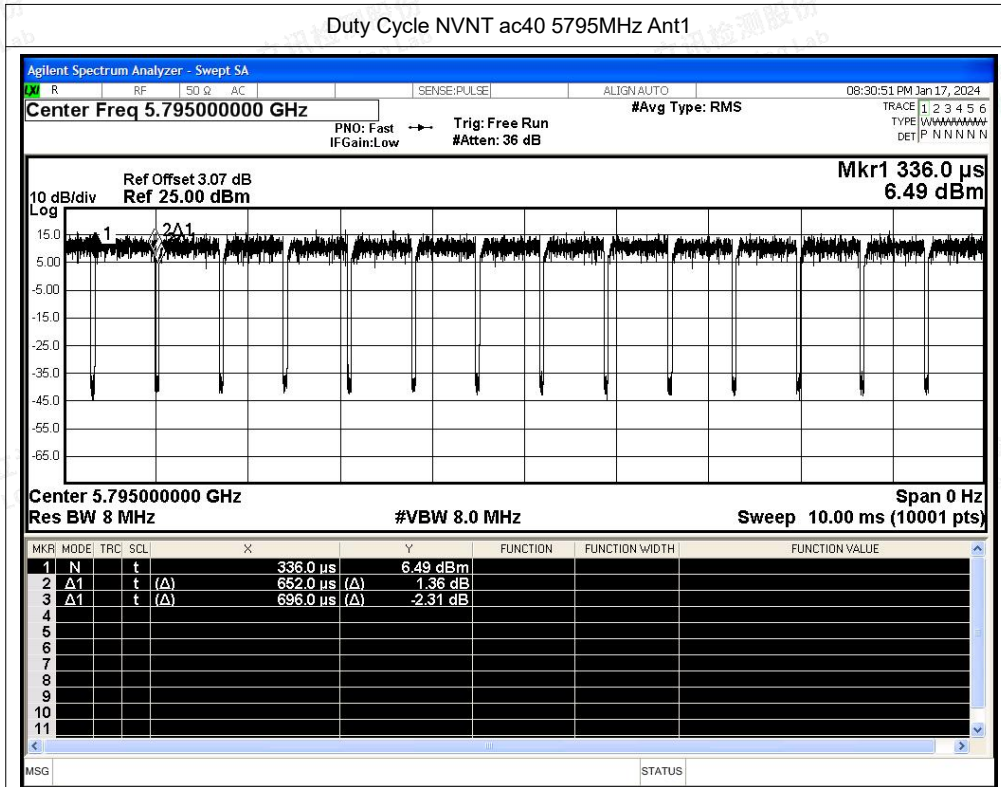 Duty Cycle NVNT ac40 5795MHz Ant1
Agilent Spectrum Analyzer - Swept SA
LXI R RF 50 Ω AC SENSE:PULSE ALIGN AUTO 08:30:51 PM Jan 17, 2024
Center Freq 5.795000000 GHz #Avg Type: RMS TRACE 1 2 3 4 5 6
PNO: Fast Trig: Free Run TYPE WWWWWW
IFGain:Low #Atten: 36 dB DET P N N N N N
Mkr1 336.0 µs
Ref Offset 3.07 dB
10 dB/div Ref 25.00 dBm 6.49 dBm
Log
15.0 1 2Δ1
5.00
-5.00
-15.0
-25.0
-35.0
-45.0
-55.0
-65.0
Center 5.795000000 GHz Span 0 Hz
Res BW 8 MHz #VBW 8.0 MHz Sweep 10.00 ms (10001 pts)
MKR MODE TRC SCL X Y FUNCTION FUNCTION WIDTH FUNCTION VALUE
1 N t 336.0 µs 6.49 dBm
2 Δ1 t (Δ) 652.0 µs (Δ) 1.36 dB
3 Δ1 t (Δ) 696.0 µs (Δ) -2.31 dB
4
5
6
7
8
9
10
11
MSG STATUS